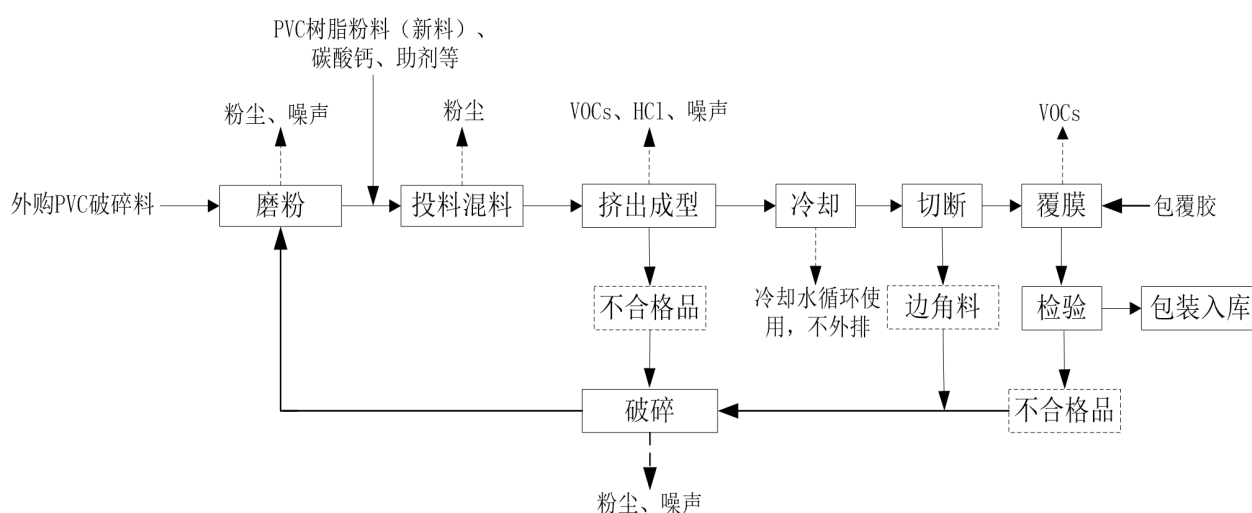 PVC树脂粉料（新料）、
碳酸钙、助剂等
粉尘、噪声
粉尘
VOCs、HCl、噪声
VOCs
外购PVC破碎料
磨粉
投料混料
挤出成型
冷却
切断
覆膜
包覆胶
不合格品
冷却水循环使
用，不外排
边角料
检验
包装入库
破碎
不合格品
粉尘、噪声